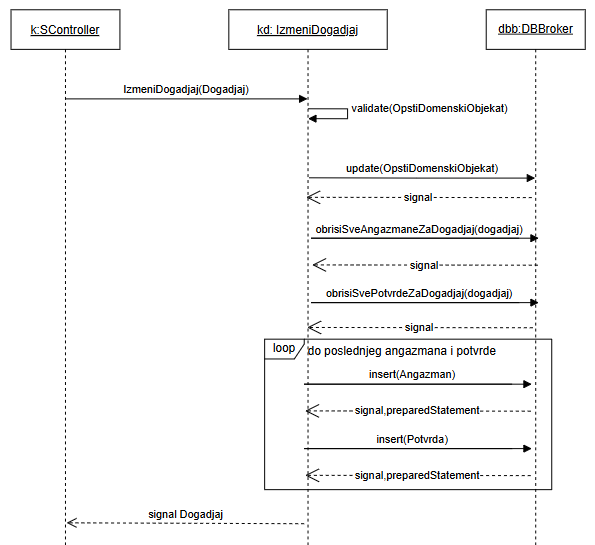 k:SController
kd: IzmeniDogadjaj
dbb:DBBroker
IzmeniDogadjaj(Dogadjaj)
validate(OpstiDomenskiObjekat)
update(OpstiDomenskiObjekat)
signal
obrisiSveAngazmaneZaDogadjaj(dogadjaj)
signal
obrisiSvePotvrdeZaDogadjaj(dogadjaj)
signal
loop
do poslednjeg angazmana i potvrde
insert(Angazman)
signal,preparedStatement
insert(Potvrda)
signal,preparedStatement
signal Dogadjaj